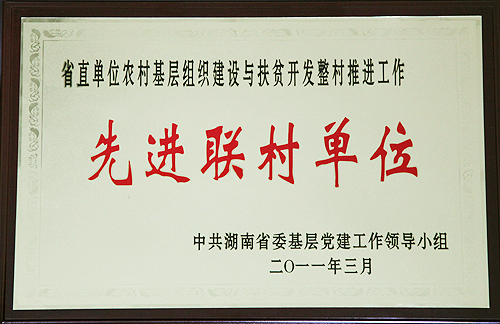 省直单位农村基层组织建设与扶贫开发整村推进工作
先进联村单位
中共湖南省委基层党建工作领导小组
二〇一一年三月